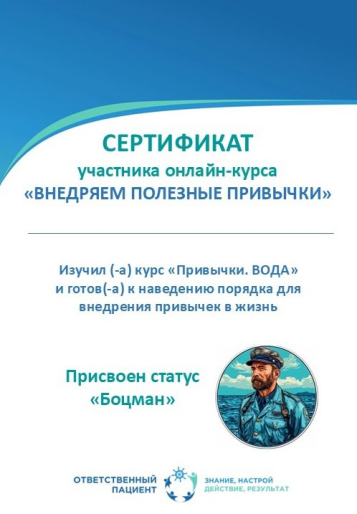 СЕРТИФИКАТ
участника онлайн-курса
«ВНЕДРЯЕМ ПОЛЕЗНЫЕ ПРИВЫЧКИ»
Изучил (-а) курс «Привычки. ВОДА»
и готов(-а) к наведению порядка для
внедрения привычек в жизнь
Присвоен статус
«Боцман»
ОТВЕТСТВЕННЫЙ
ПАЦИЕНТ
ЗНАНИЕ, НАСТРОЙ
ДЕЙСТВИЕ, РЕЗУЛЬТАТ